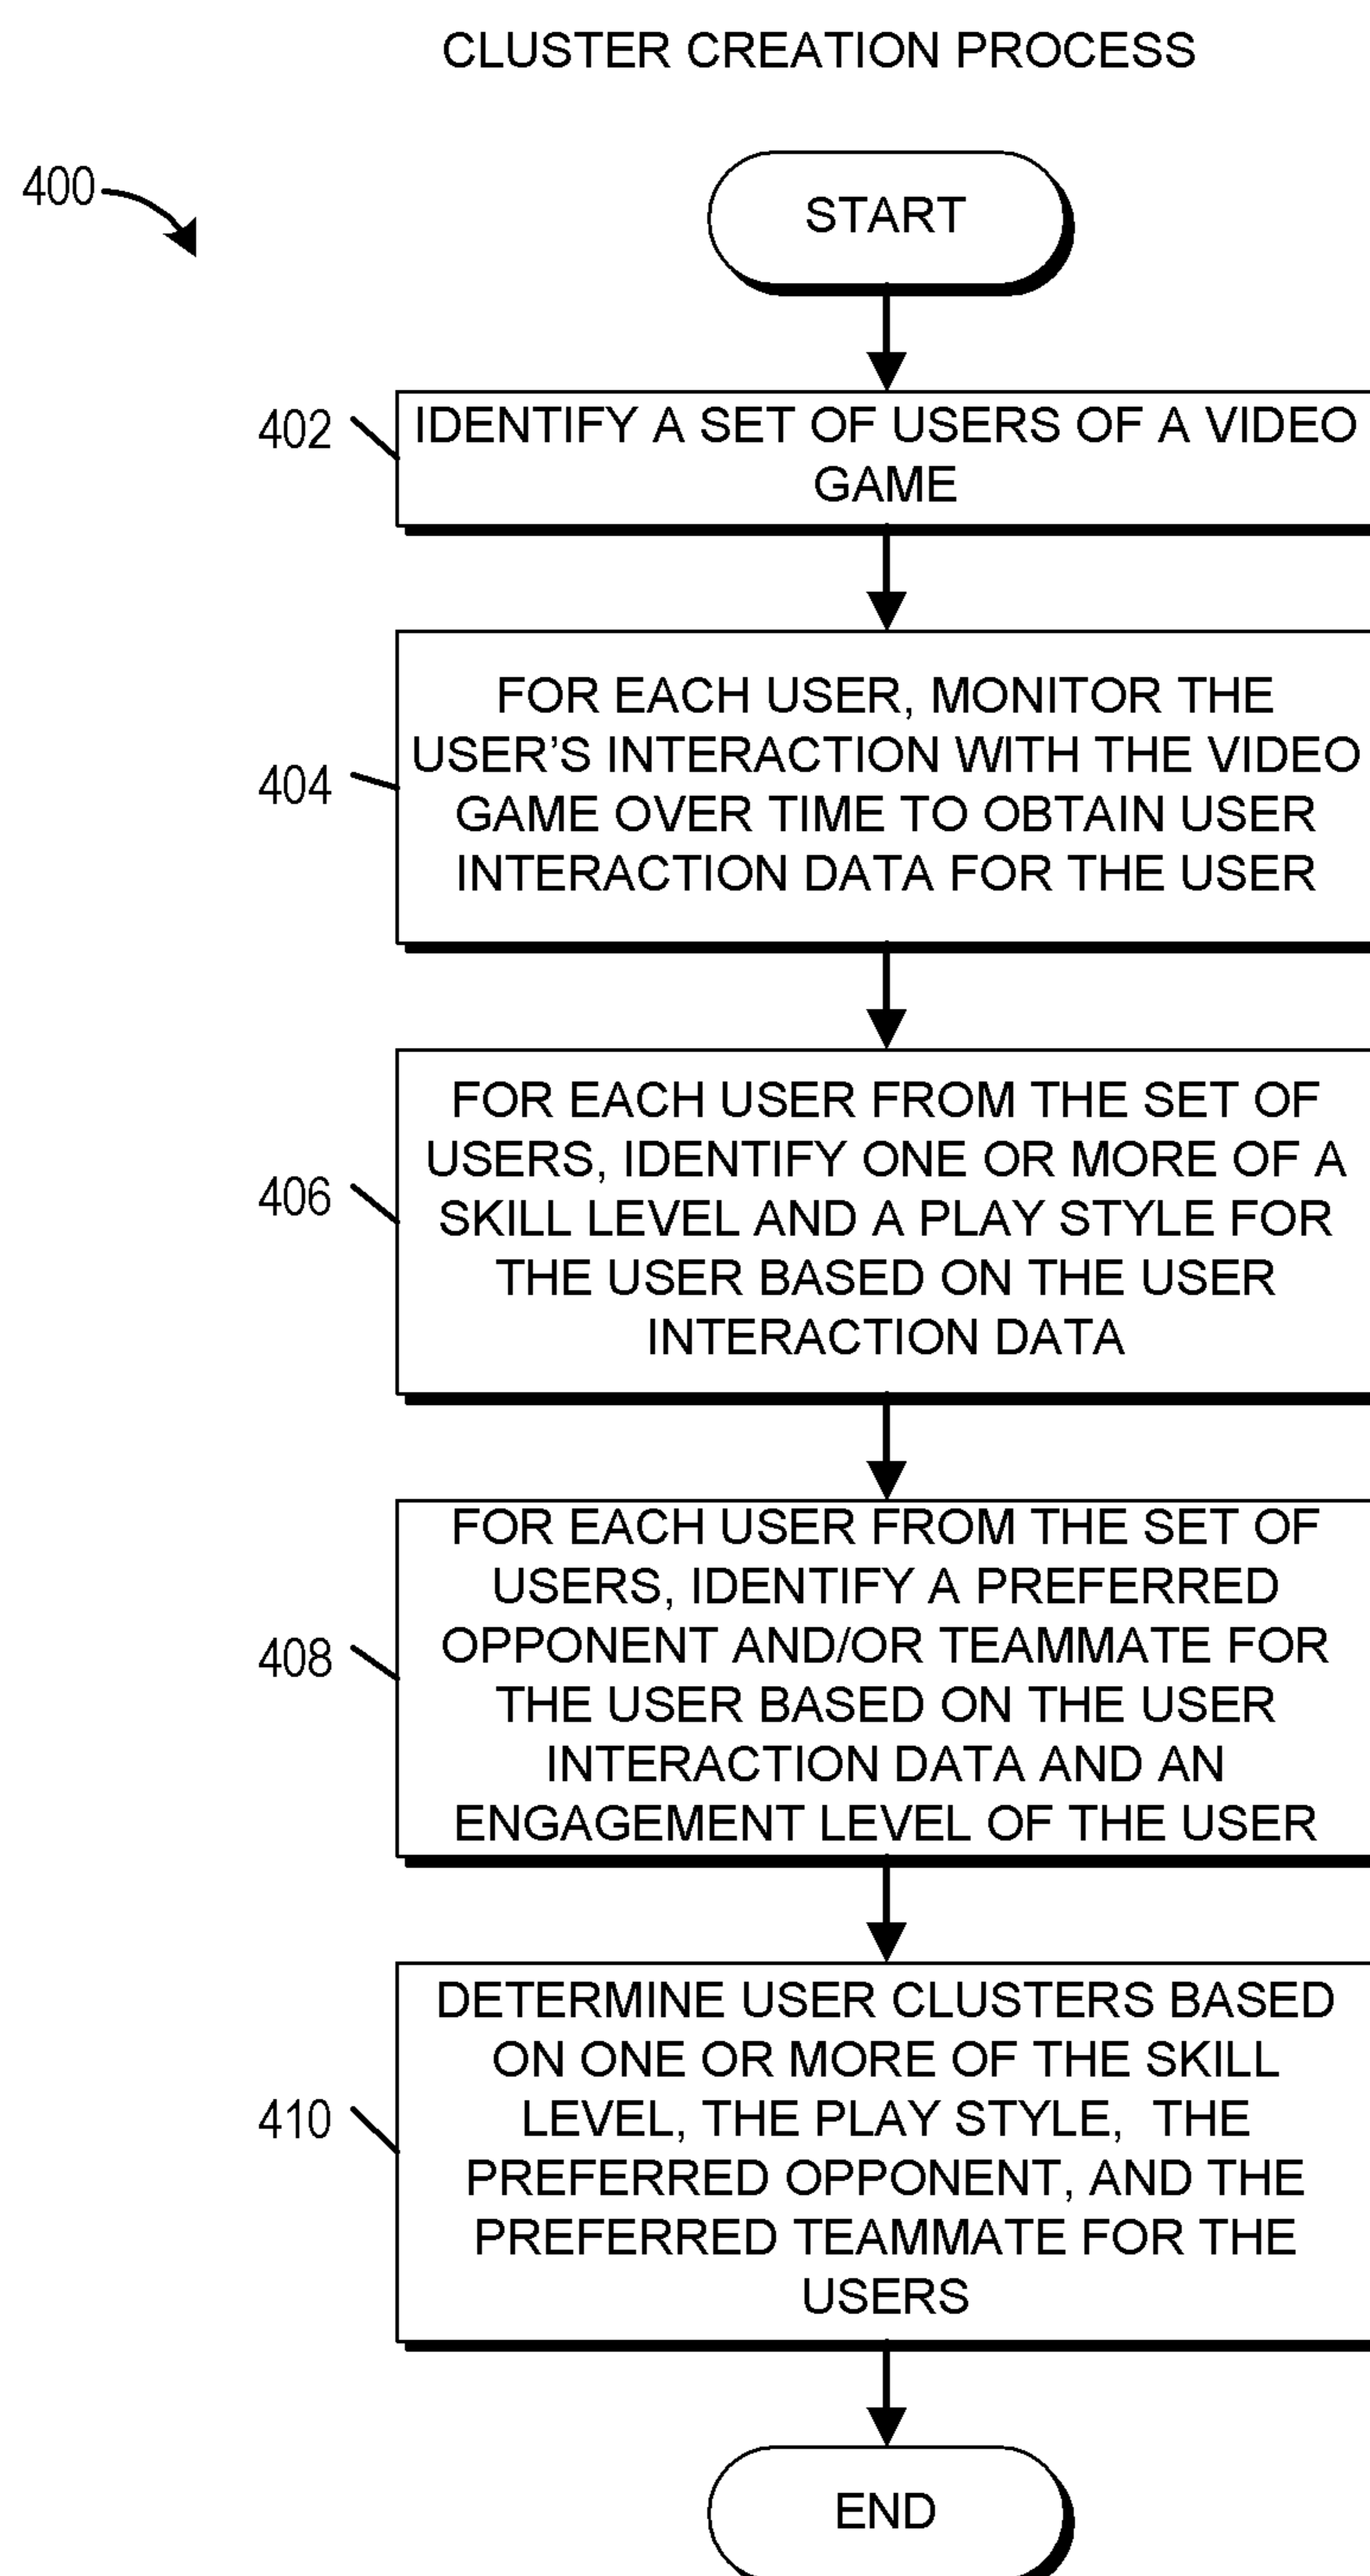 CLUSTER CREATION PROCESS
400
START
402
IDENTIFY A SET OF USERS OF A VIDEO
GAME
404
FOR EACH USER, MONITOR THE
USER’S INTERACTION WITH THE VIDEO
GAME OVER TIME TO OBTAIN USER
INTERACTION DATA FOR THE USER
406
FOR EACH USER FROM THE SET OF
USERS, IDENTIFY ONE OR MORE OF A
SKILL LEVEL AND A PLAY STYLE FOR
THE USER BASED ON THE USER
INTERACTION DATA
408
FOR EACH USER FROM THE SET OF
USERS, IDENTIFY A PREFERRED
OPPONENT AND/OR TEAMMATE FOR
THE USER BASED ON THE USER
INTERACTION DATA AND AN
ENGAGEMENT LEVEL OF THE USER
410
DETERMINE USER CLUSTERS BASED
ON ONE OR MORE OF THE SKILL
LEVEL, THE PLAY STYLE, THE
PREFERRED OPPONENT, AND THE
PREFERRED TEAMMATE FOR THE
USERS
END